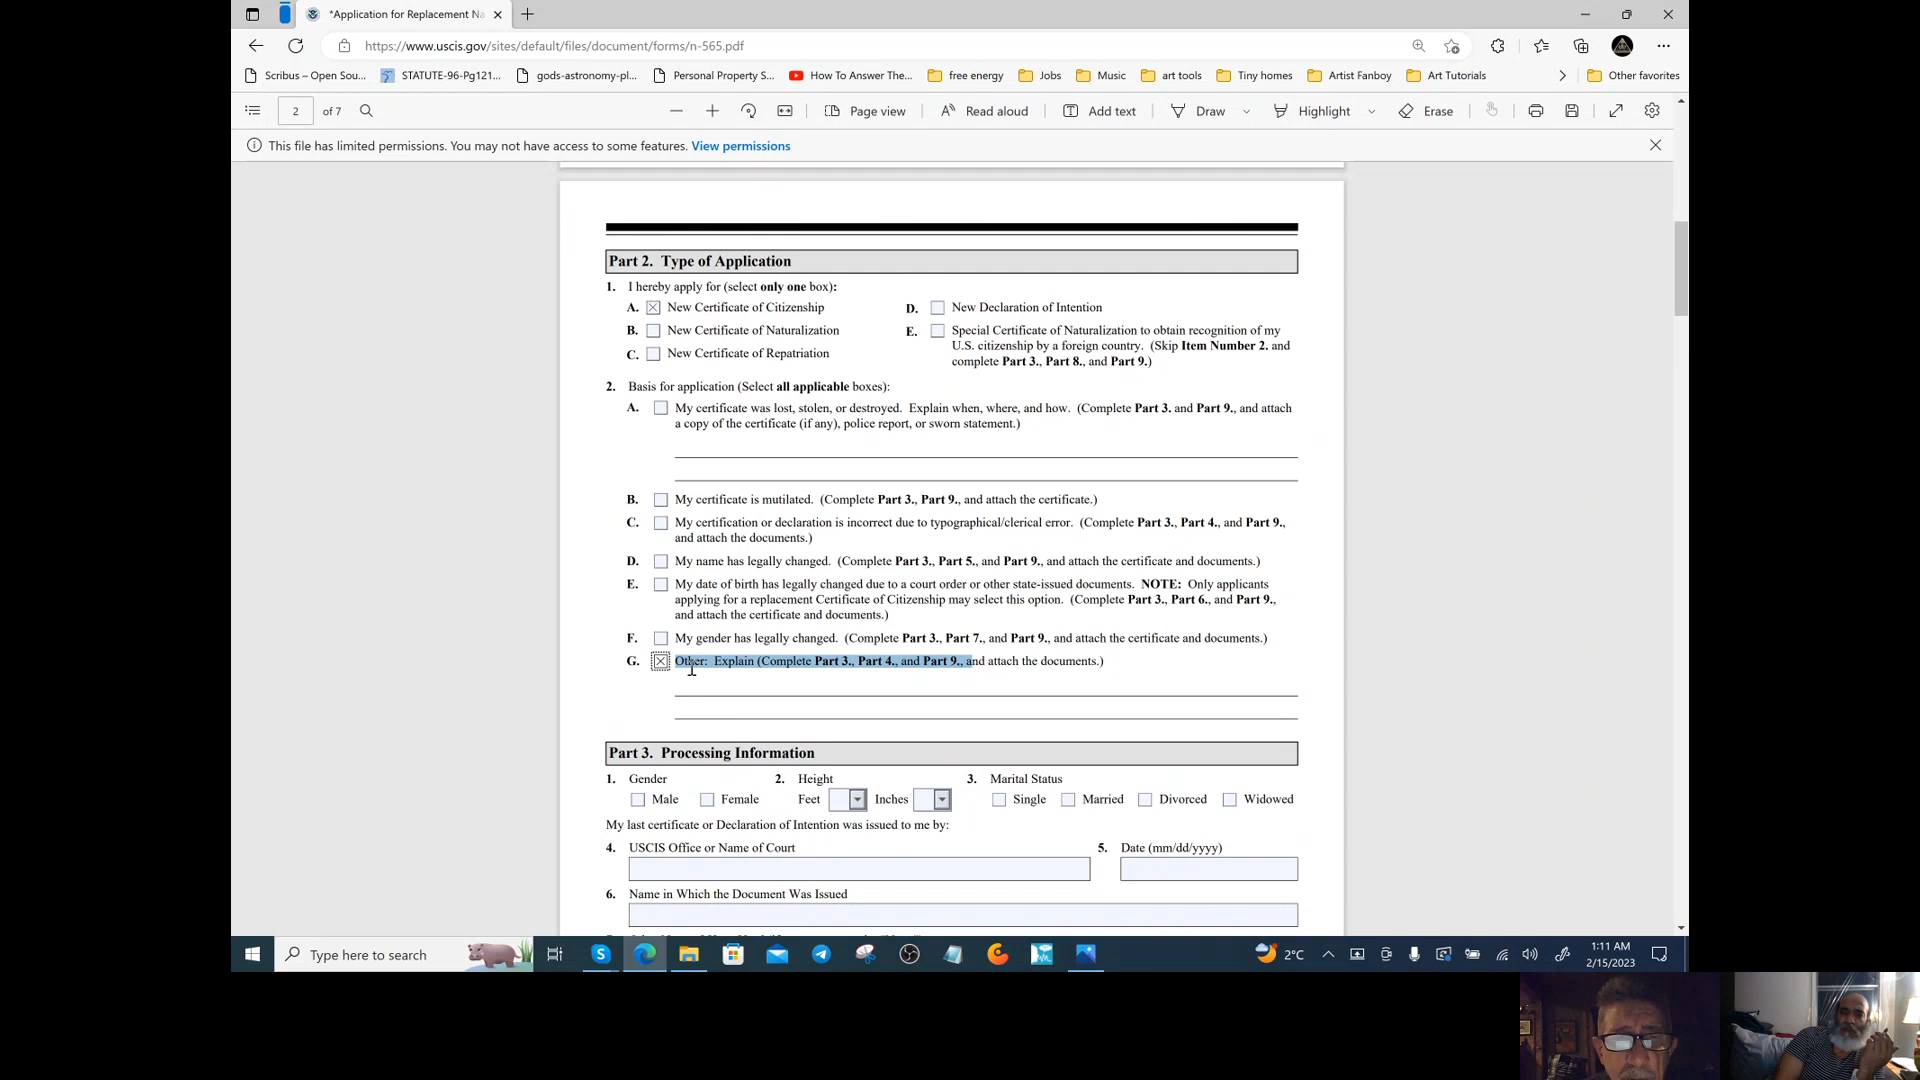 *Application for Replacement Na
https://www.uscis.gov/sites/default/files/document/forms/n-565.pdf
Scribus – Open Sou...
STATUTE-96-Pg121...
gods-astronomy-pl...
Personal Property S...
How To Answer The...
free energy
Jobs
Music
art tools
Tiny homes
Artist Fanboy
Art Tutorials
Other favorites
2 of 7
Page view
Read aloud
Add text
Draw
Highlight
Erase
This file has limited permissions. You may not have access to some features. View permissions
Part 2. Type of Application
1. I hereby apply for (select only one box):
A. New Certificate of Citizenship
B. New Certificate of Naturalization
C. New Certificate of Repatriation
D. New Declaration of Intention
E. Special Certificate of Naturalization to obtain recognition of my
U.S. citizenship by a foreign country. (Skip Item Number 2. and
complete Part 3., Part 8., and Part 9.)
2. Basis for application (Select all applicable boxes):
A. My certificate was lost, stolen, or destroyed. Explain when, where, and how. (Complete Part 3. and Part 9., and attach
a copy of the certificate (if any), police report, or sworn statement.)
B. My certificate is mutilated. (Complete Part 3., Part 9., and attach the certificate.)
C. My certification or declaration is incorrect due to typographical/clerical error. (Complete Part 3., Part 4., and Part 9.,
and attach the documents.)
D. My name has legally changed. (Complete Part 3., Part 5., and Part 9., and attach the certificate and documents.)
E. My date of birth has legally changed due to a court order or other state-issued documents. NOTE: Only applicants
applying for a replacement Certificate of Citizenship may select this option. (Complete Part 3., Part 6., and Part 9.,
and attach the certificate and documents.)
F. My gender has legally changed. (Complete Part 3., Part 7., and Part 9., and attach the certificate and documents.)
G. Other: Explain (Complete Part 3., Part 4., and Part 9., and attach the documents.)
Part 3. Processing Information
1. Gender
Male Female
2. Height
Feet Inches
3. Marital Status
Single Married Divorced Widowed
My last certificate or Declaration of Intention was issued to me by:
4. USCIS Office or Name of Court
5. Date (mm/dd/yyyy)
6. Name in Which the Document Was Issued
Type here to search
2°C
1:11 AM
2/15/2023